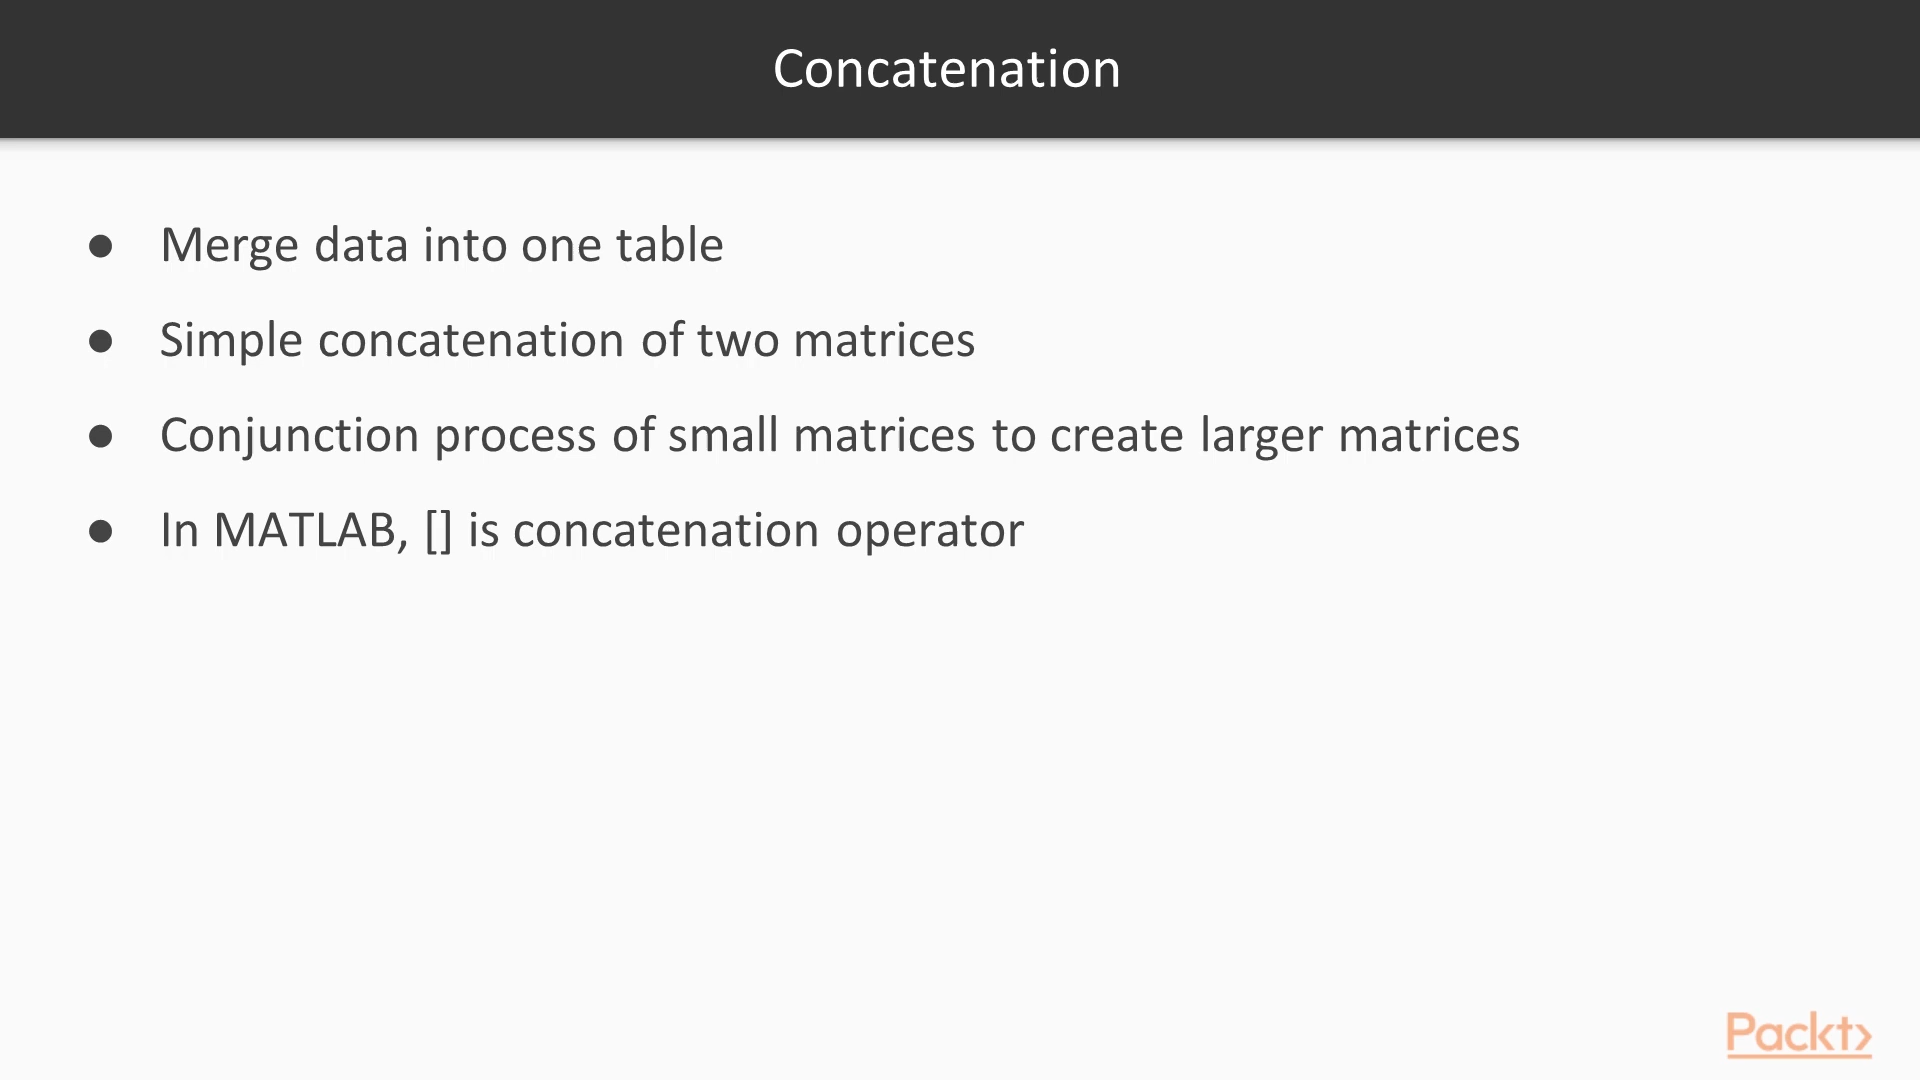 Concatenation
● Merge data into one table
● Simple concatenation of two matrices
● Conjunction process of small matrices to create larger matrices
● In MATLAB, [] is concatenation operator
Packt>